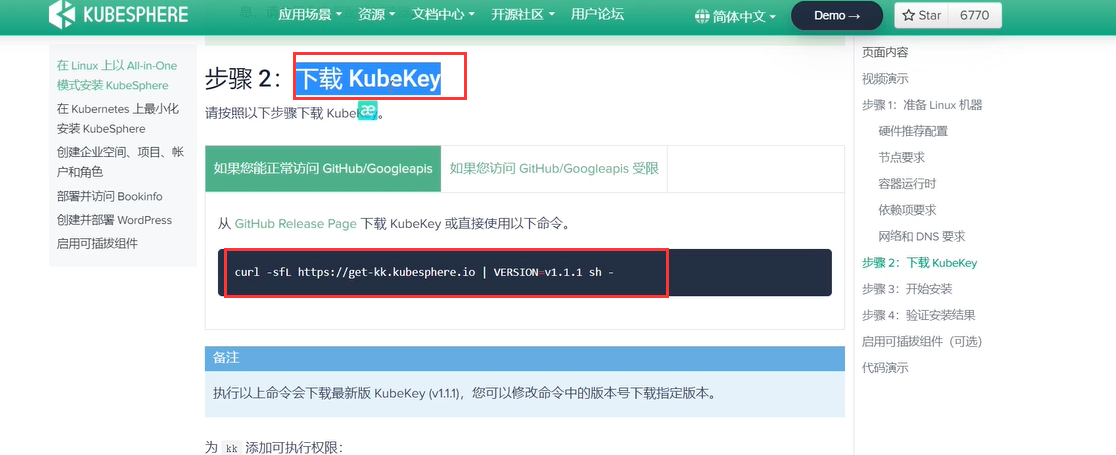 KUBESPHERE
应用场景
资源
文档中心
开源社区
用户论坛
简体中文
Demo →
Star 6770
在 Linux 上以 All-in-One
模式安装 KubeSphere
在 Kubernetes 上最小化
安装 KubeSphere
创建企业空间、项目、帐
户和角色
部署并访问 Bookinfo
创建并部署 WordPress
启用可插拔组件
步骤 2：下载 KubeKey
请按照以下步骤下载 Kube 。
如果您能正常访问 GitHub/Googleapis
如果您访问 GitHub/Googleapis 受限
从 GitHub Release Page 下载 KubeKey 或直接使用以下命令。
curl -sfL https://get-kk.kubesphere.io | VERSION=v1.1.1 sh -
备注
执行以上命令会下载最新版 KubeKey (v1.1.1)，您可以修改命令中的版本号下载指定版本。
为 kk 添加可执行权限：
页面内容
视频演示
步骤 1：准备 Linux 机器
硬件推荐配置
节点要求
容器运行时
依赖项要求
网络和 DNS 要求
步骤 2：下载 KubeKey
步骤 3：开始安装
步骤 4：验证安装结果
启用可插拔组件（可选）
代码演示